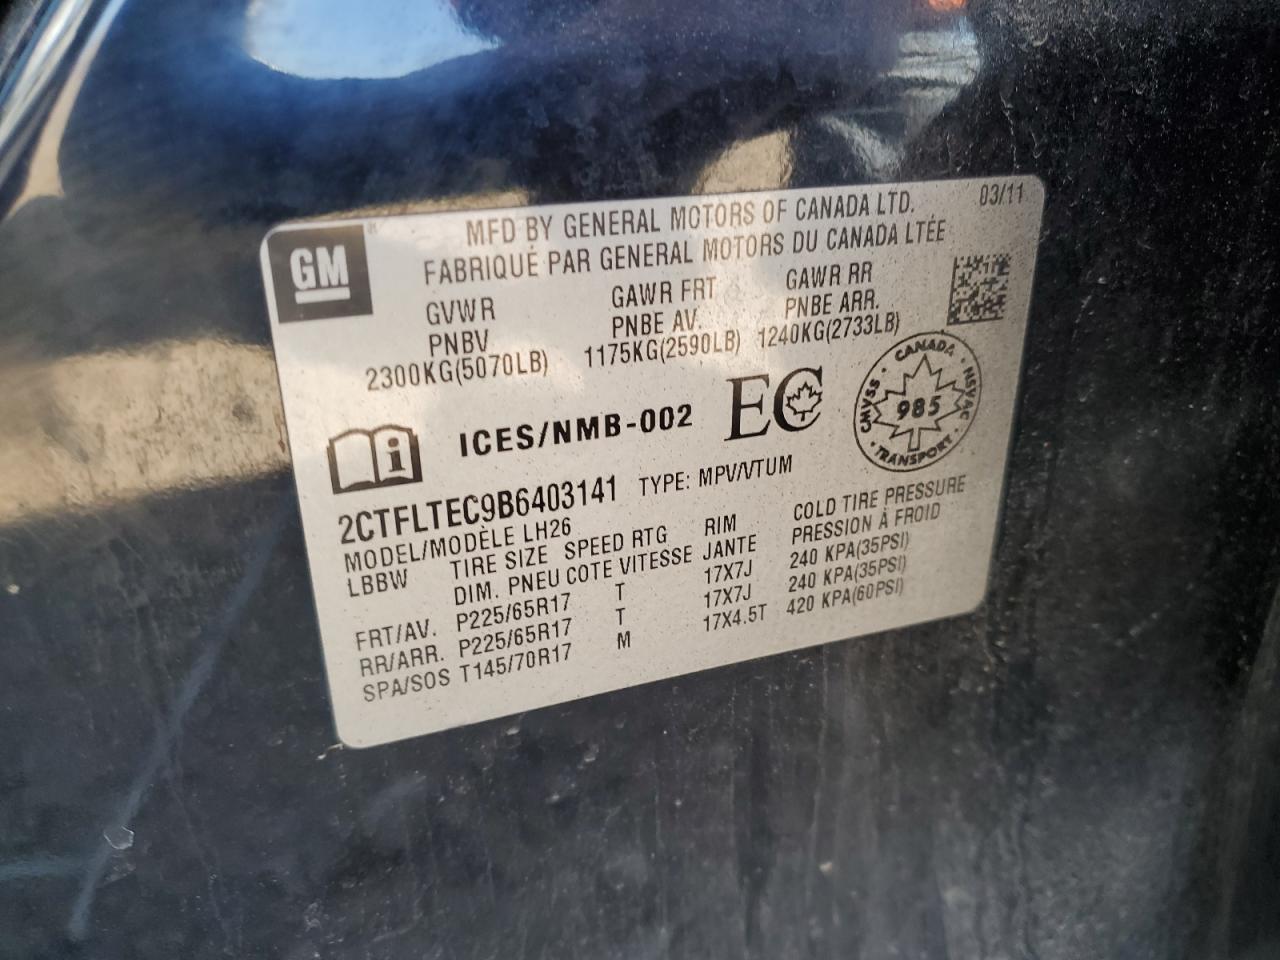 GM
MFD BY GENERAL MOTORS OF CANADA LTD. 03/11
FABRIQUÉ PAR GENERAL MOTORS DU CANADA LTÉE
GVWR GAWR FRT GAWR RR
PNBV PNBE AV. PNBE ARR.
2300KG(5070LB) 1175KG(2590LB) 1240KG(2733LB)
i ICES/NMB-002 EC
CANADA · NSVAC · TRANSPORT · CMVSS ·
985
2CTFLTEC9B6403141 TYPE: MPV/VTUM
MODEL/MODÈLE LH26
LBBW TIRE SIZE SPEED RTG RIM COLD TIRE PRESSURE
DIM. PNEU COTE VITESSE JANTE PRESSION À FROID
FRT/AV. P225/65R17 T 17X7J 240 KPA(35PSI)
RR/ARR. P225/65R17 T 17X7J 240 KPA(35PSI)
SPA/SOS T145/70R17 M 17X4.5T 420 KPA(60PSI)